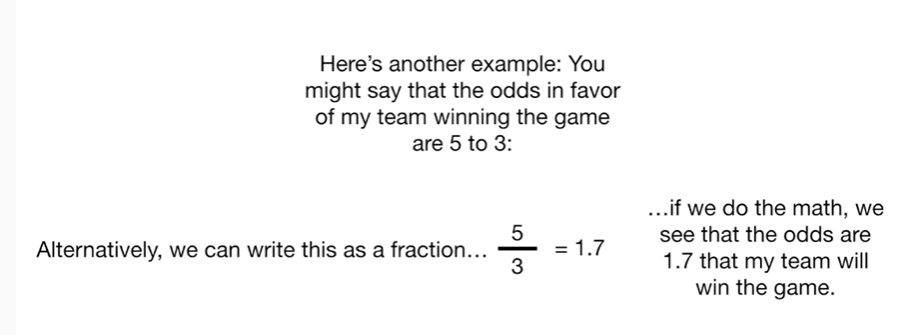 Here's another example: You
might say that the odds in favor
of my team winning the game
are 5 to 3:
Alternatively, we can write this as a fraction...
5
3
= 1.7
...if we do the math, we
see that the odds are
1.7 that my team will
win the game.